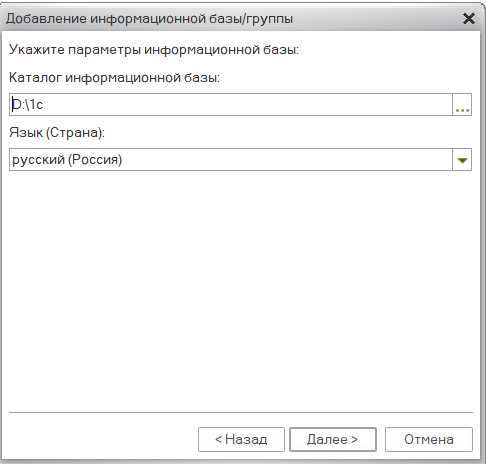 Добавление информационной базы/группы
Укажите параметры информационной базы:
Каталог информационной базы:
D:\1c
...
Язык (Страна):
русский (Россия)
< Назад
Далее >
Отмена